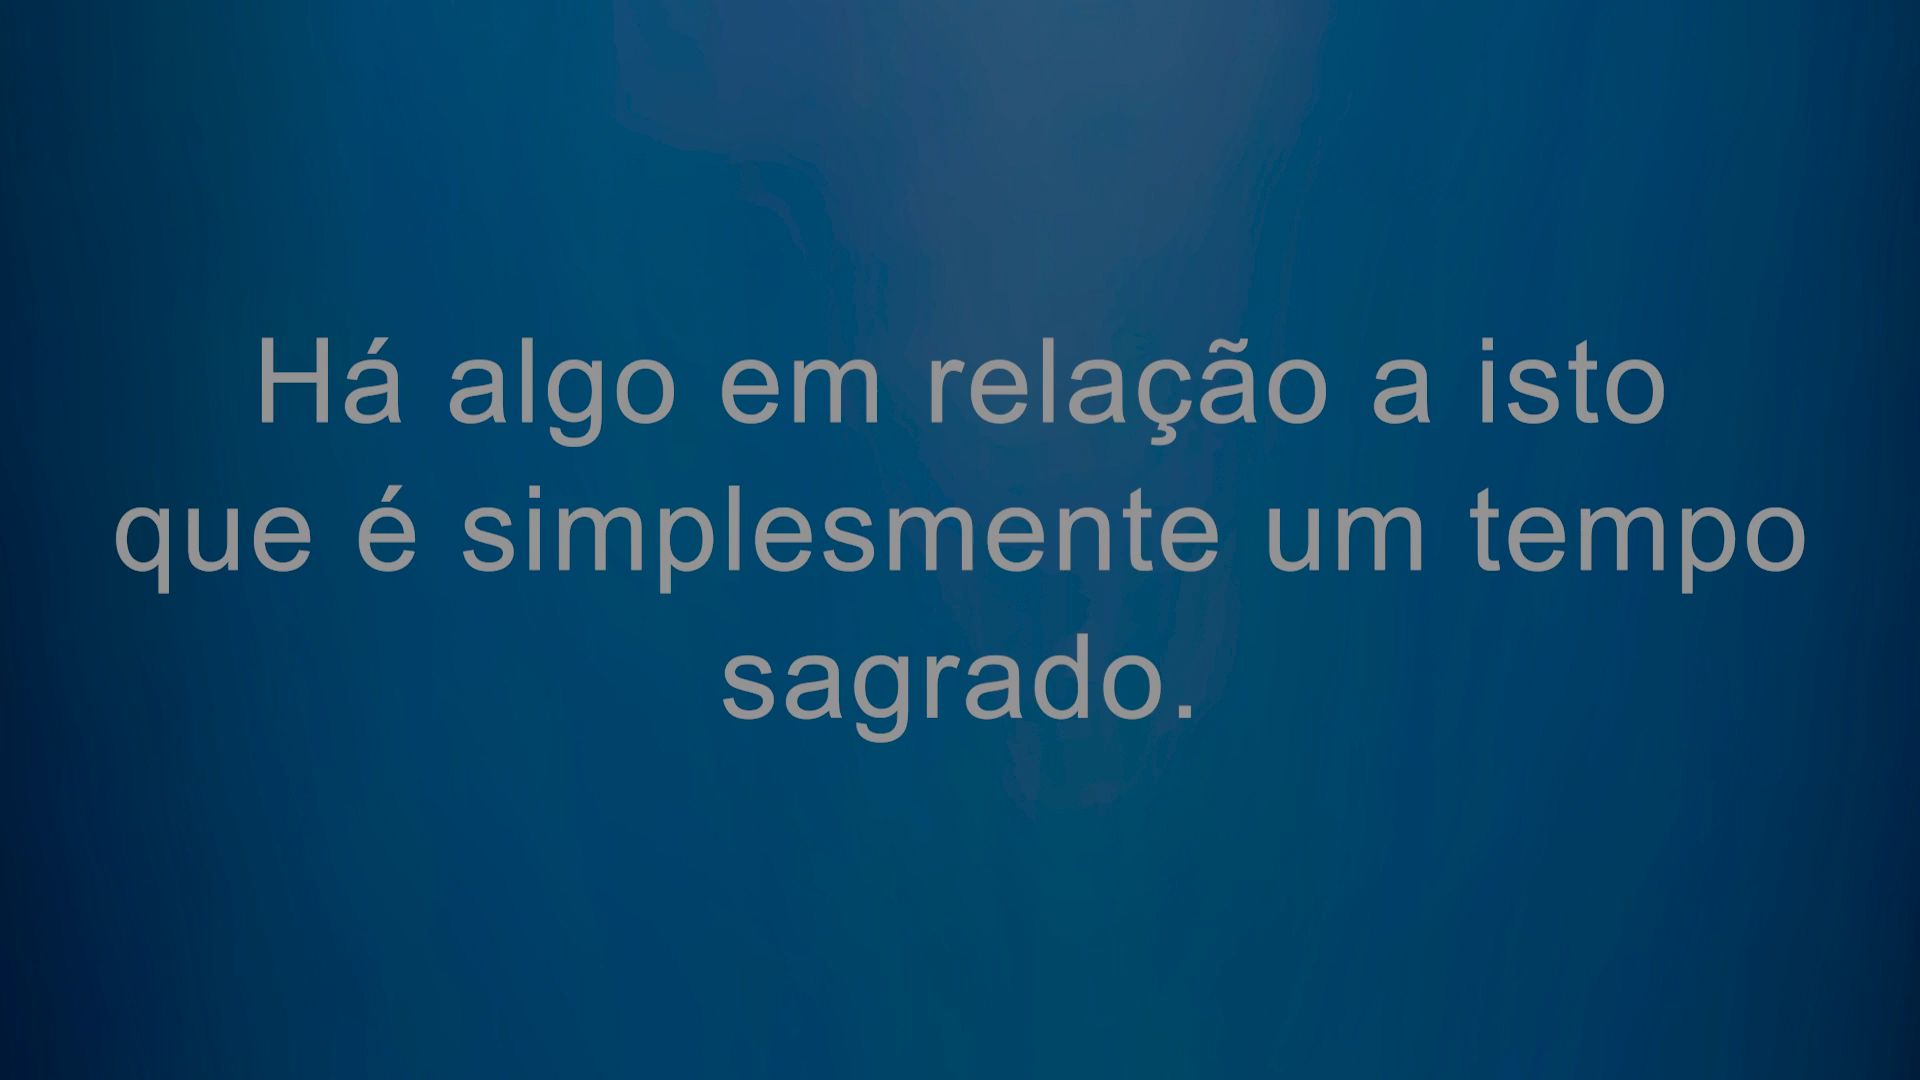 Há algo em relação a isto
que é simplesmente um tempo
sagrado.